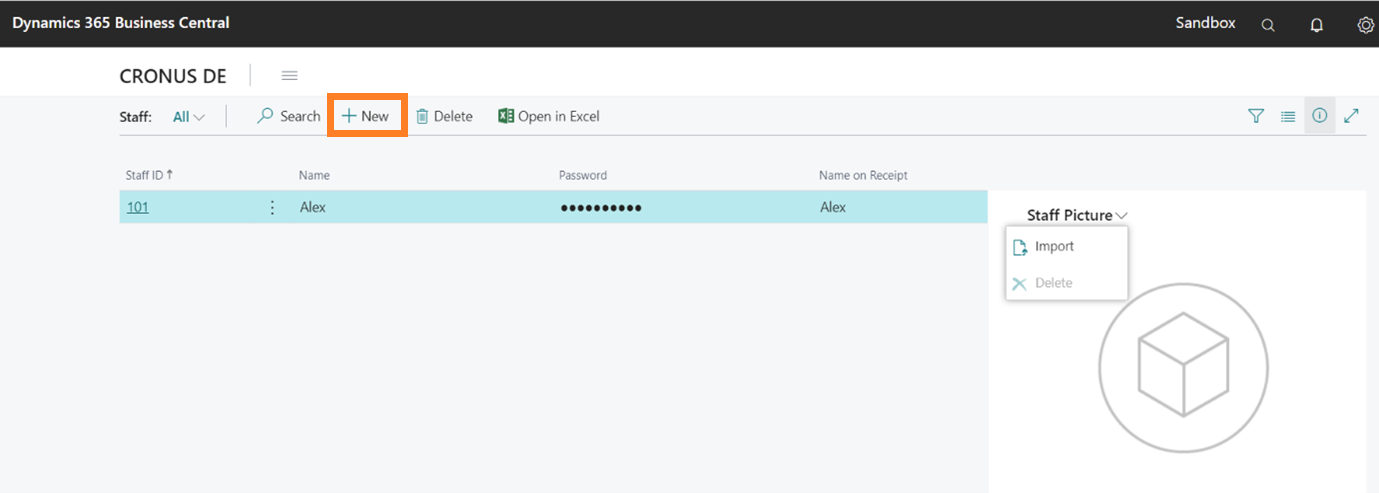 Dynamics 365 Business Central
Sandbox
CRONUS DE
Staff: All Search + New Delete Open in Excel
Staff ID ↑ Name Password Name on Receipt
101 Alex ●●●●●●●●●● Alex
Staff Picture
Import
Delete